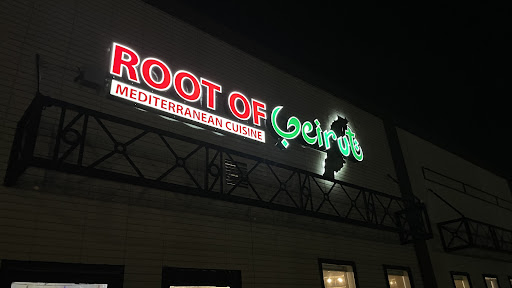 ROOT OF Beirut
MEDITERRANEAN CUISINE